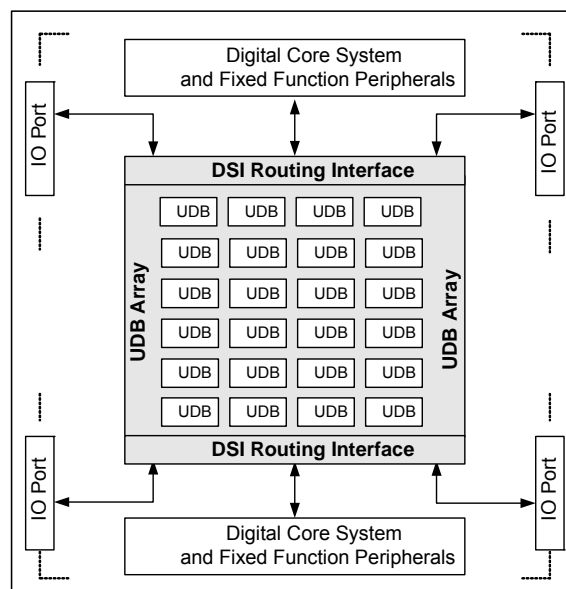 Digital Core System
and Fixed Function Peripherals
IO Port
IO Port
DSI Routing Interface
UDB Array
UDB Array
UDB UDB UDB UDB
UDB UDB UDB UDB
UDB UDB UDB UDB
UDB UDB UDB UDB
UDB UDB UDB UDB
UDB UDB UDB UDB
DSI Routing Interface
IO Port
IO Port
Digital Core System
and Fixed Function Peripherals